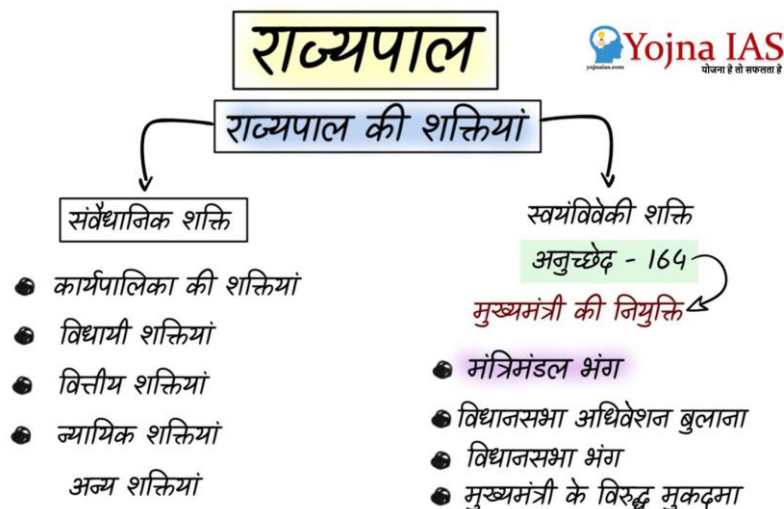 राज्यपाल
Yojna IAS
yojnaias.com
योजना है तो सफलता है
राज्यपाल की शक्तियां
संवैधानिक शक्ति
कार्यपालिका की शक्तियां
विधायी शक्तियां
वित्तीय शक्तियां
न्यायिक शक्तियां
अन्य शक्तियां
स्वयंविवेकी शक्ति
अनुच्छेद - 164
मुख्यमंत्री की नियुक्ति
मंत्रिमंडल भंग
विधानसभा अधिवेशन बुलाना
विधानसभा भंग
मुख्यमंत्री के विरुद्ध मुकदमा